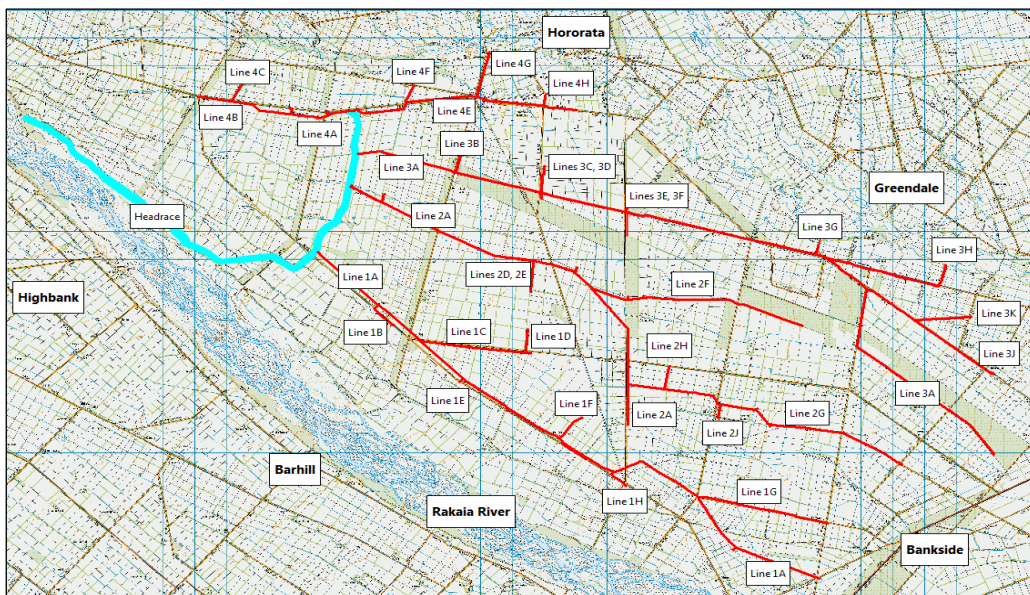 Hororata
Line 4G
Line 4C
Line 4F
Line 4H
Line 4B
Line 4E
Line 4A
Line 3B
Line 3A
Lines 3C, 3D
Greendale
Lines 3E, 3F
Headrace
Line 2A
Line 3G
Line 3H
Line 1A
Lines 2D, 2E
Line 2F
Highbank
Line 3K
Line 1B
Line 1C
Line 1D
Line 2H
Line 3J
Line 3A
Line 1E
Line 1F
Line 2A
Line 2G
Line 2J
Barhill
Line 1G
Line 1H
Rakaia River
Bankside
Line 1A